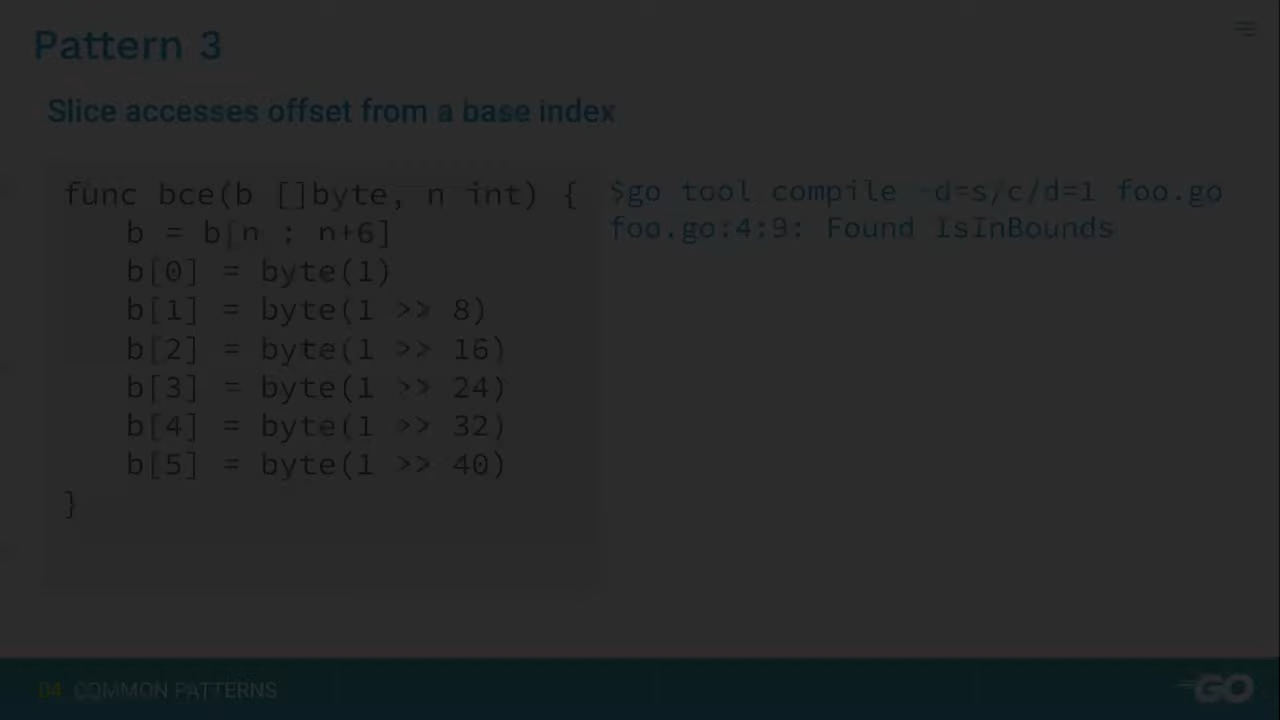 Pattern 3
Slice accesses offset from a base index
func bce(b []byte, n int) {
b = b[n : n+6]
b[0] = byte(1)
b[1] = byte(1 >> 8)
b[2] = byte(1 >> 16)
b[3] = byte(1 >> 24)
b[4] = byte(1 >> 32)
b[5] = byte(1 >> 40)
}
$go tool compile -d=s/c/d=1 foo.go
foo.go:4:9: Found IsInBounds
04 COMMON PATTERNS
GO